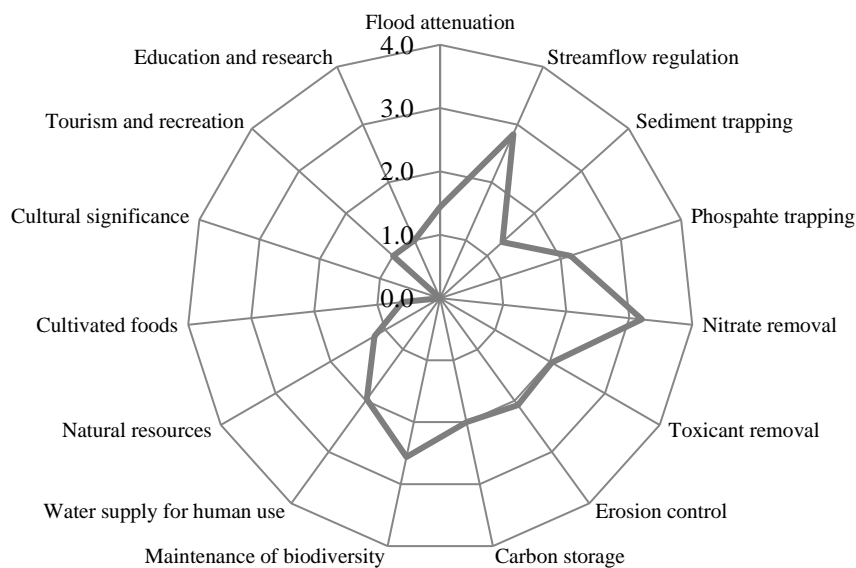 Flood attenuation
4.0
Education and research
Streamflow regulation
3.0
Tourism and recreation
Sediment trapping
2.0
Cultural significance
Phospahte trapping
1.0
0.0
Cultivated foods
Nitrate removal
Natural resources
Toxicant removal
Water supply for human use
Erosion control
Maintenance of biodiversity
Carbon storage